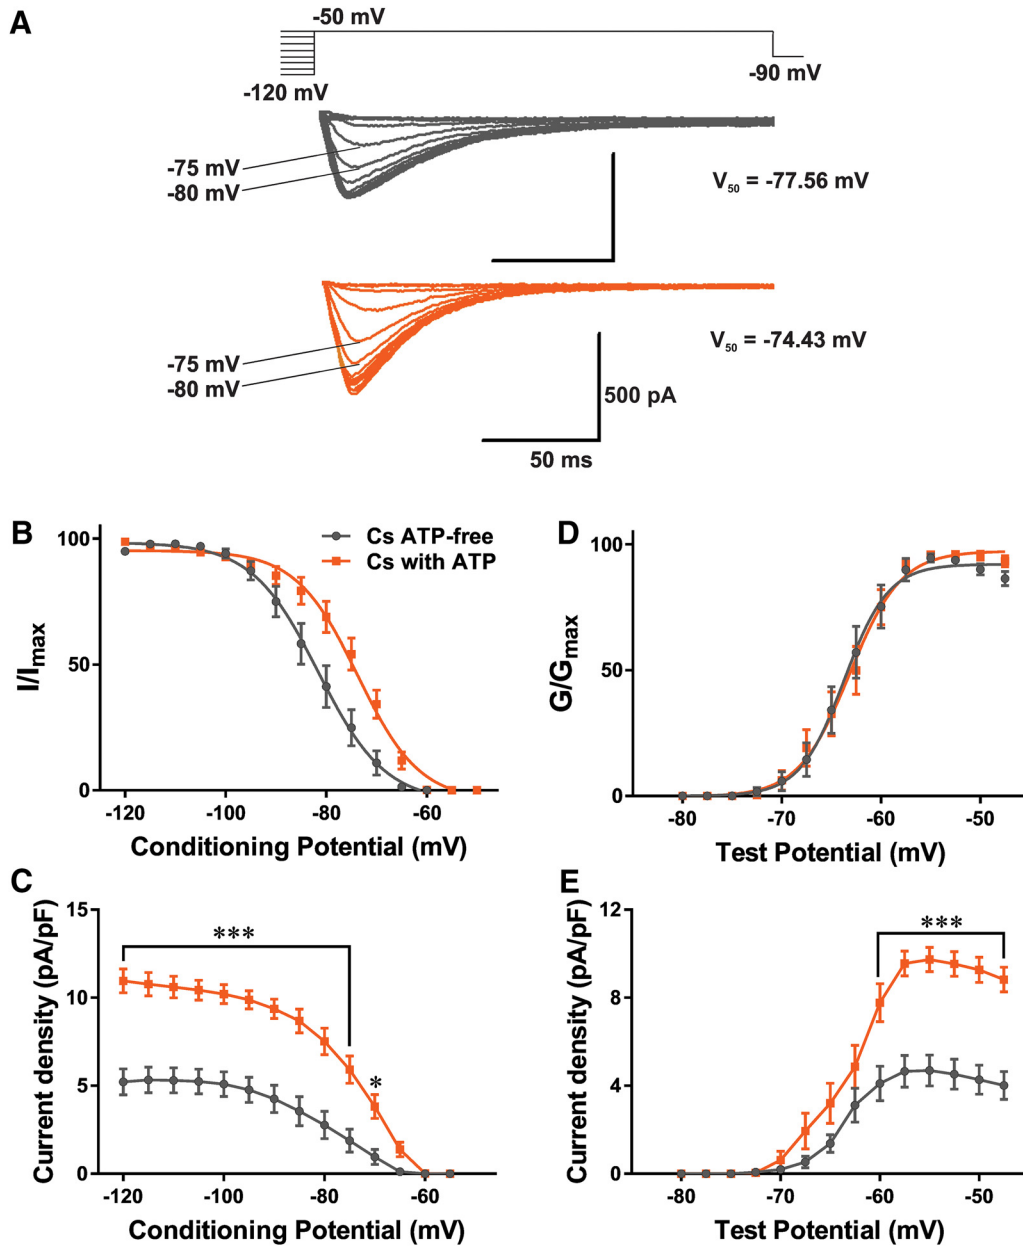 A
-50 mV
-120 mV
-90 mV
-75 mV
-80 mV
V50 = -77.56 mV
-75 mV
-80 mV
V50 = -74.43 mV
500 pA
50 ms
B
Cs ATP-free
Cs with ATP
100
50
0
I/Imax
-120 -100 -80 -60
Conditioning Potential (mV)
D
100
50
0
G/Gmax
-80 -70 -60 -50
Test Potential (mV)
C
15
10
5
0
Current density (pA/pF)
***
*
-120 -100 -80 -60
Conditioning Potential (mV)
E
12
8
4
0
Current density (pA/pF)
***
-80 -70 -60 -50
Test Potential (mV)